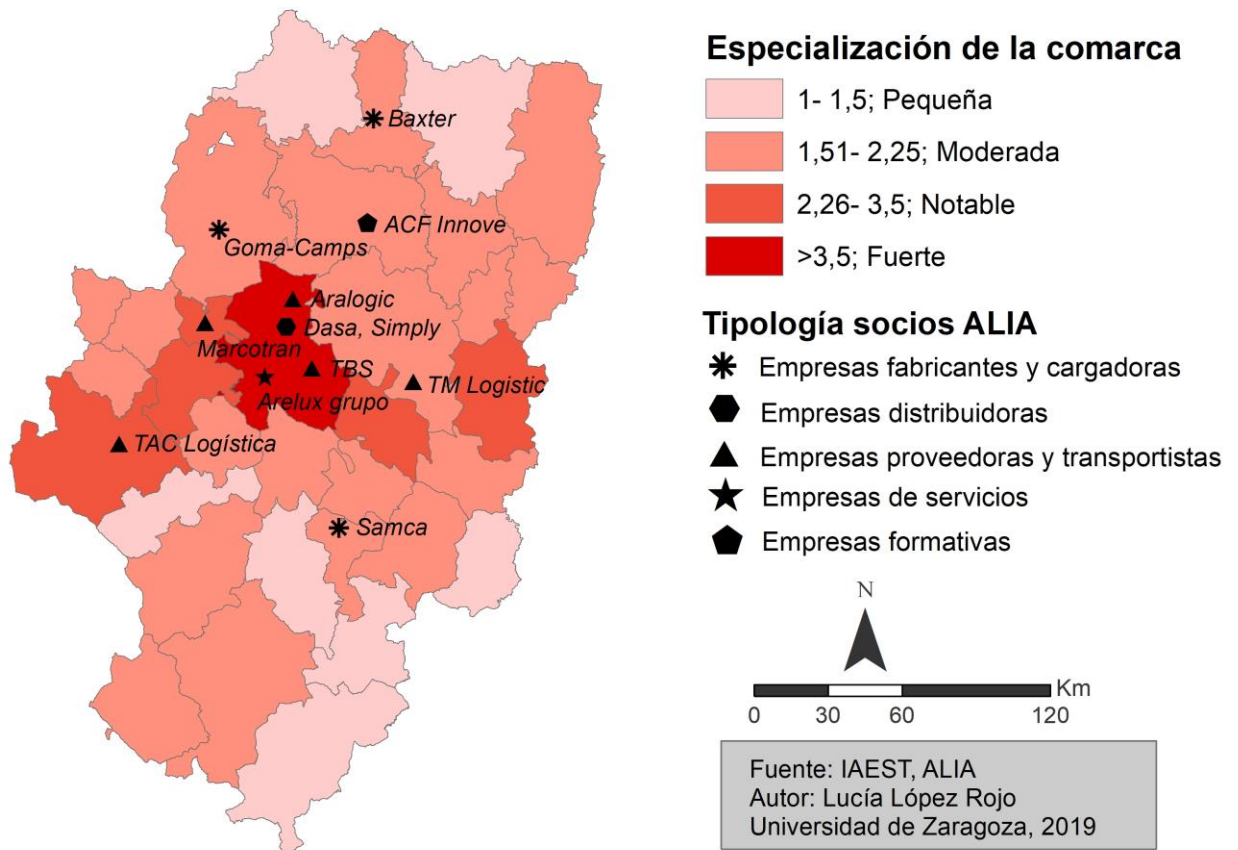 Baxter
ACF Innove
Goma-Camps
Aralogic
Dasa, Simply
Marcotran
TBS
TM Logistic
Arelux grupo
TAC Logística
Samca
Especialización de la comarca
1- 1,5; Pequeña
1,51- 2,25; Moderada
2,26- 3,5; Notable
>3,5; Fuerte
Tipología socios ALIA
Empresas fabricantes y cargadoras
Empresas distribuidoras
Empresas proveedoras y transportistas
Empresas de servicios
Empresas formativas
N
Km
0 30 60 120
Fuente: IAEST, ALIA
Autor: Lucía López Rojo
Universidad de Zaragoza, 2019